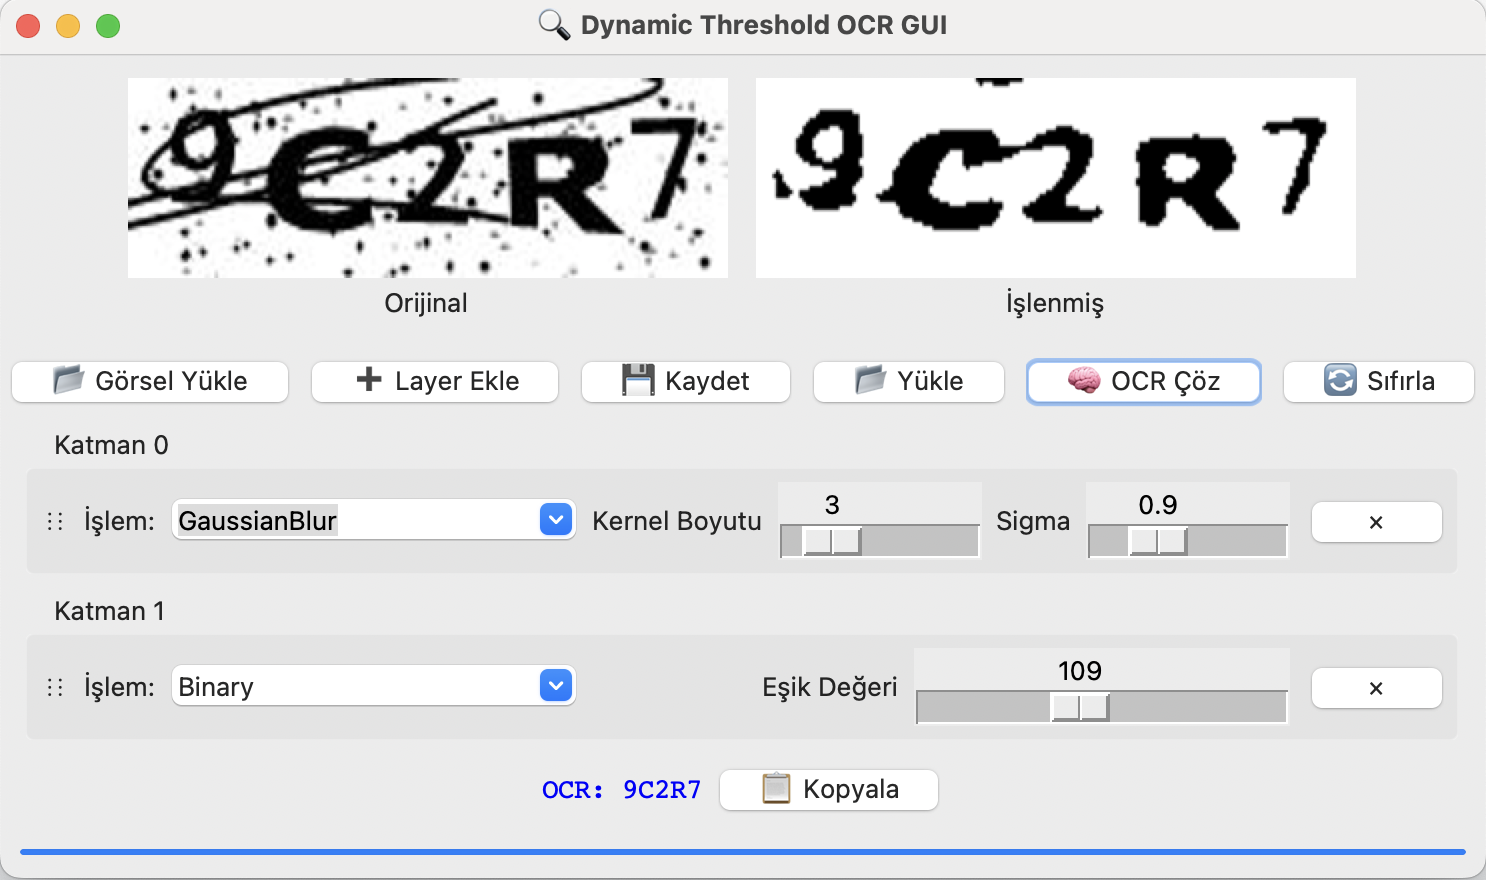 Dynamic Threshold OCR GUI
9C2R7
9C2R7
Orijinal
İşlenmiş
Görsel Yükle
Layer Ekle
Kaydet
Yükle
OCR Çöz
Sıfırla
Katman 0
İşlem: GaussianBlur Kernel Boyutu 3 Sigma 0.9 ×
Katman 1
İşlem: Binary Eşik Değeri 109 ×
OCR: 9C2R7 Kopyala